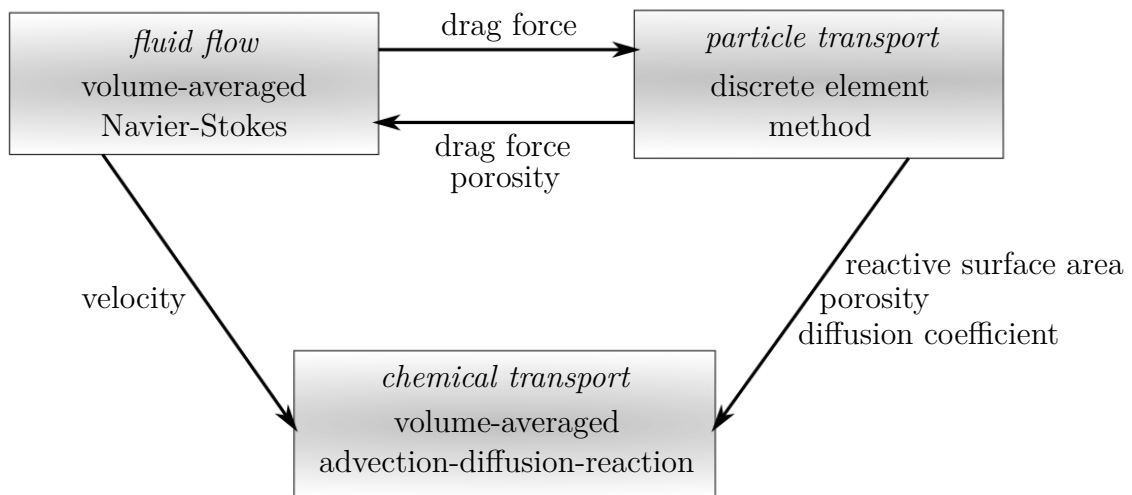 fluid flow
volume-averaged
Navier-Stokes
drag force
particle transport
discrete element
method
drag force
porosity
velocity
reactive surface area
porosity
diffusion coefficient
chemical transport
volume-averaged
advection-diffusion-reaction